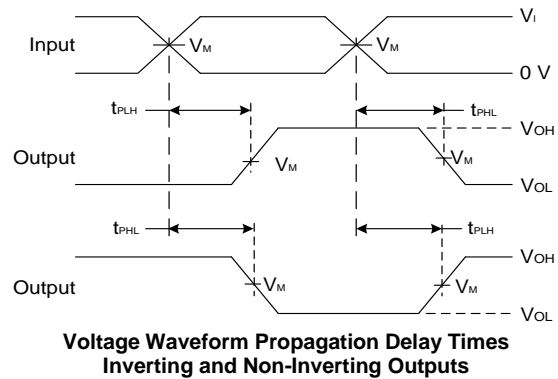 VI
Input
VM
VM
0 V
tPLH
tPHL
VOH
Output
VM
VM
VOL
tPHL
tPLH
VOH
Output
VM
VM
VOL
Voltage Waveform Propagation Delay Times
Inverting and Non-Inverting Outputs